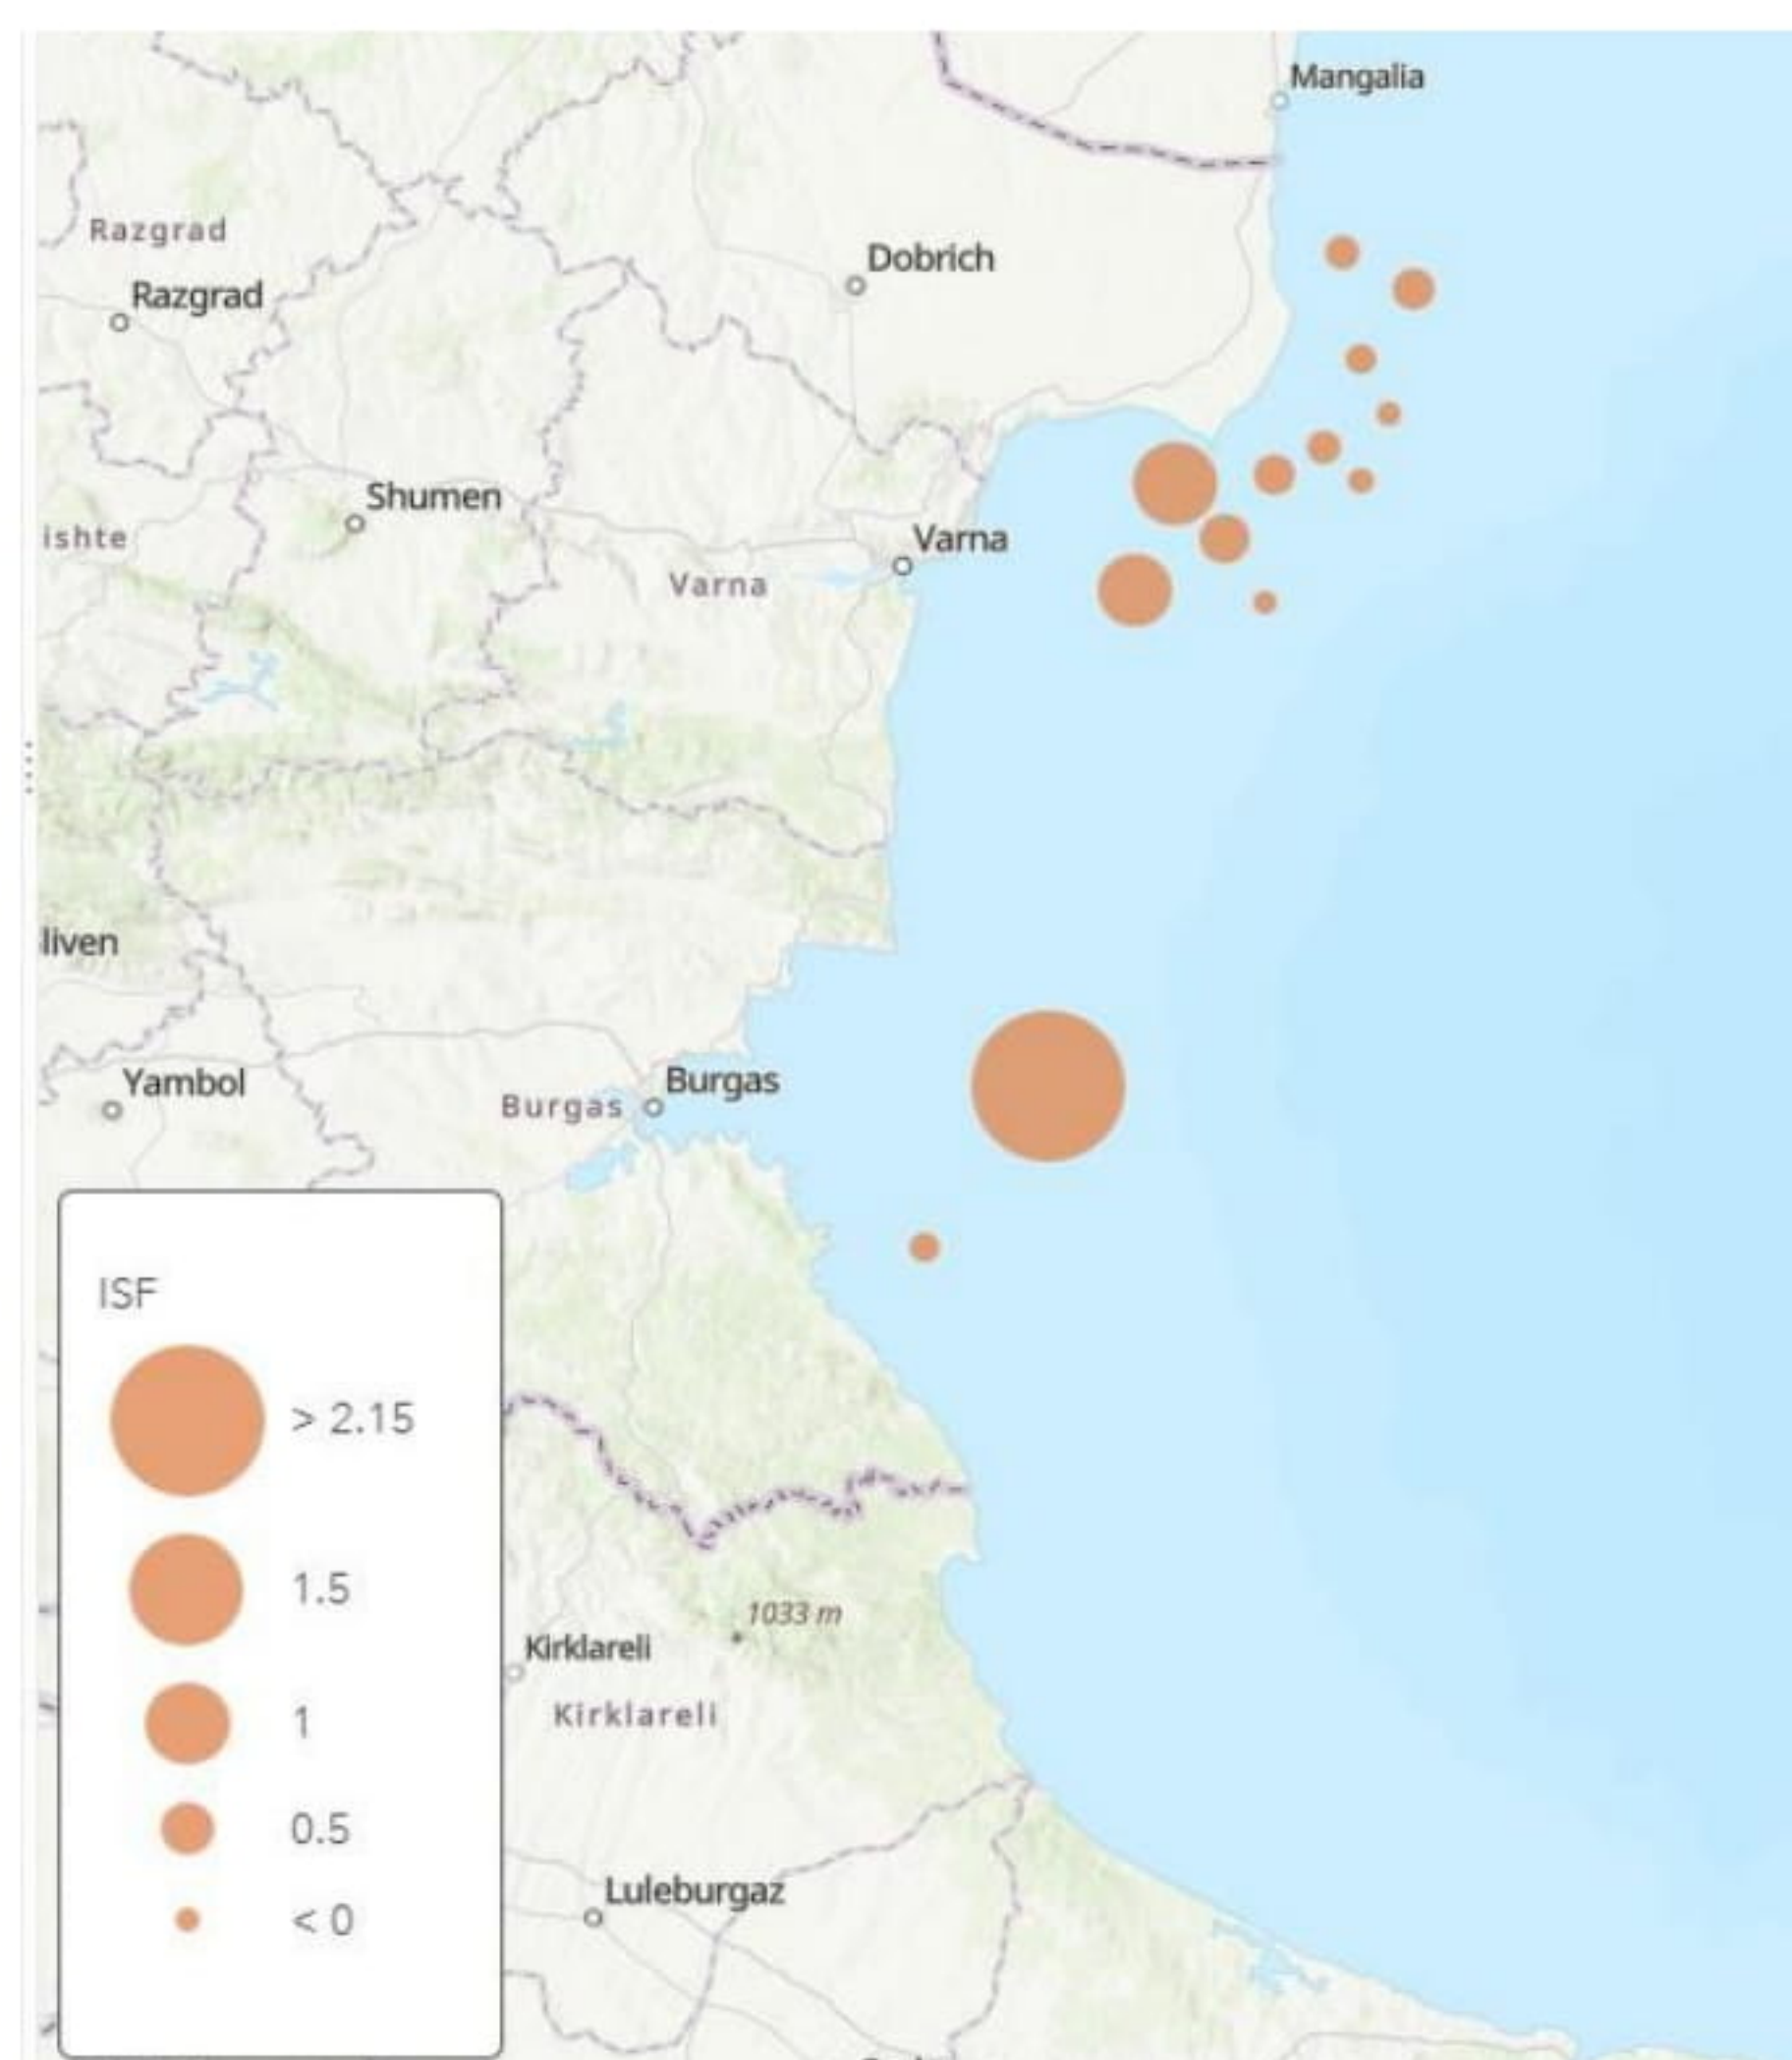 Mangalia
Razgrad
Dobrich
Razgrad
Shumen
ishte
Varna
Varna
liven
Burgas
Yambol
Burgas
ISF
> 2.15
1.5
1033 m
Kirklareli
1
Kirklareli
0.5
Luleburgaz
< 0